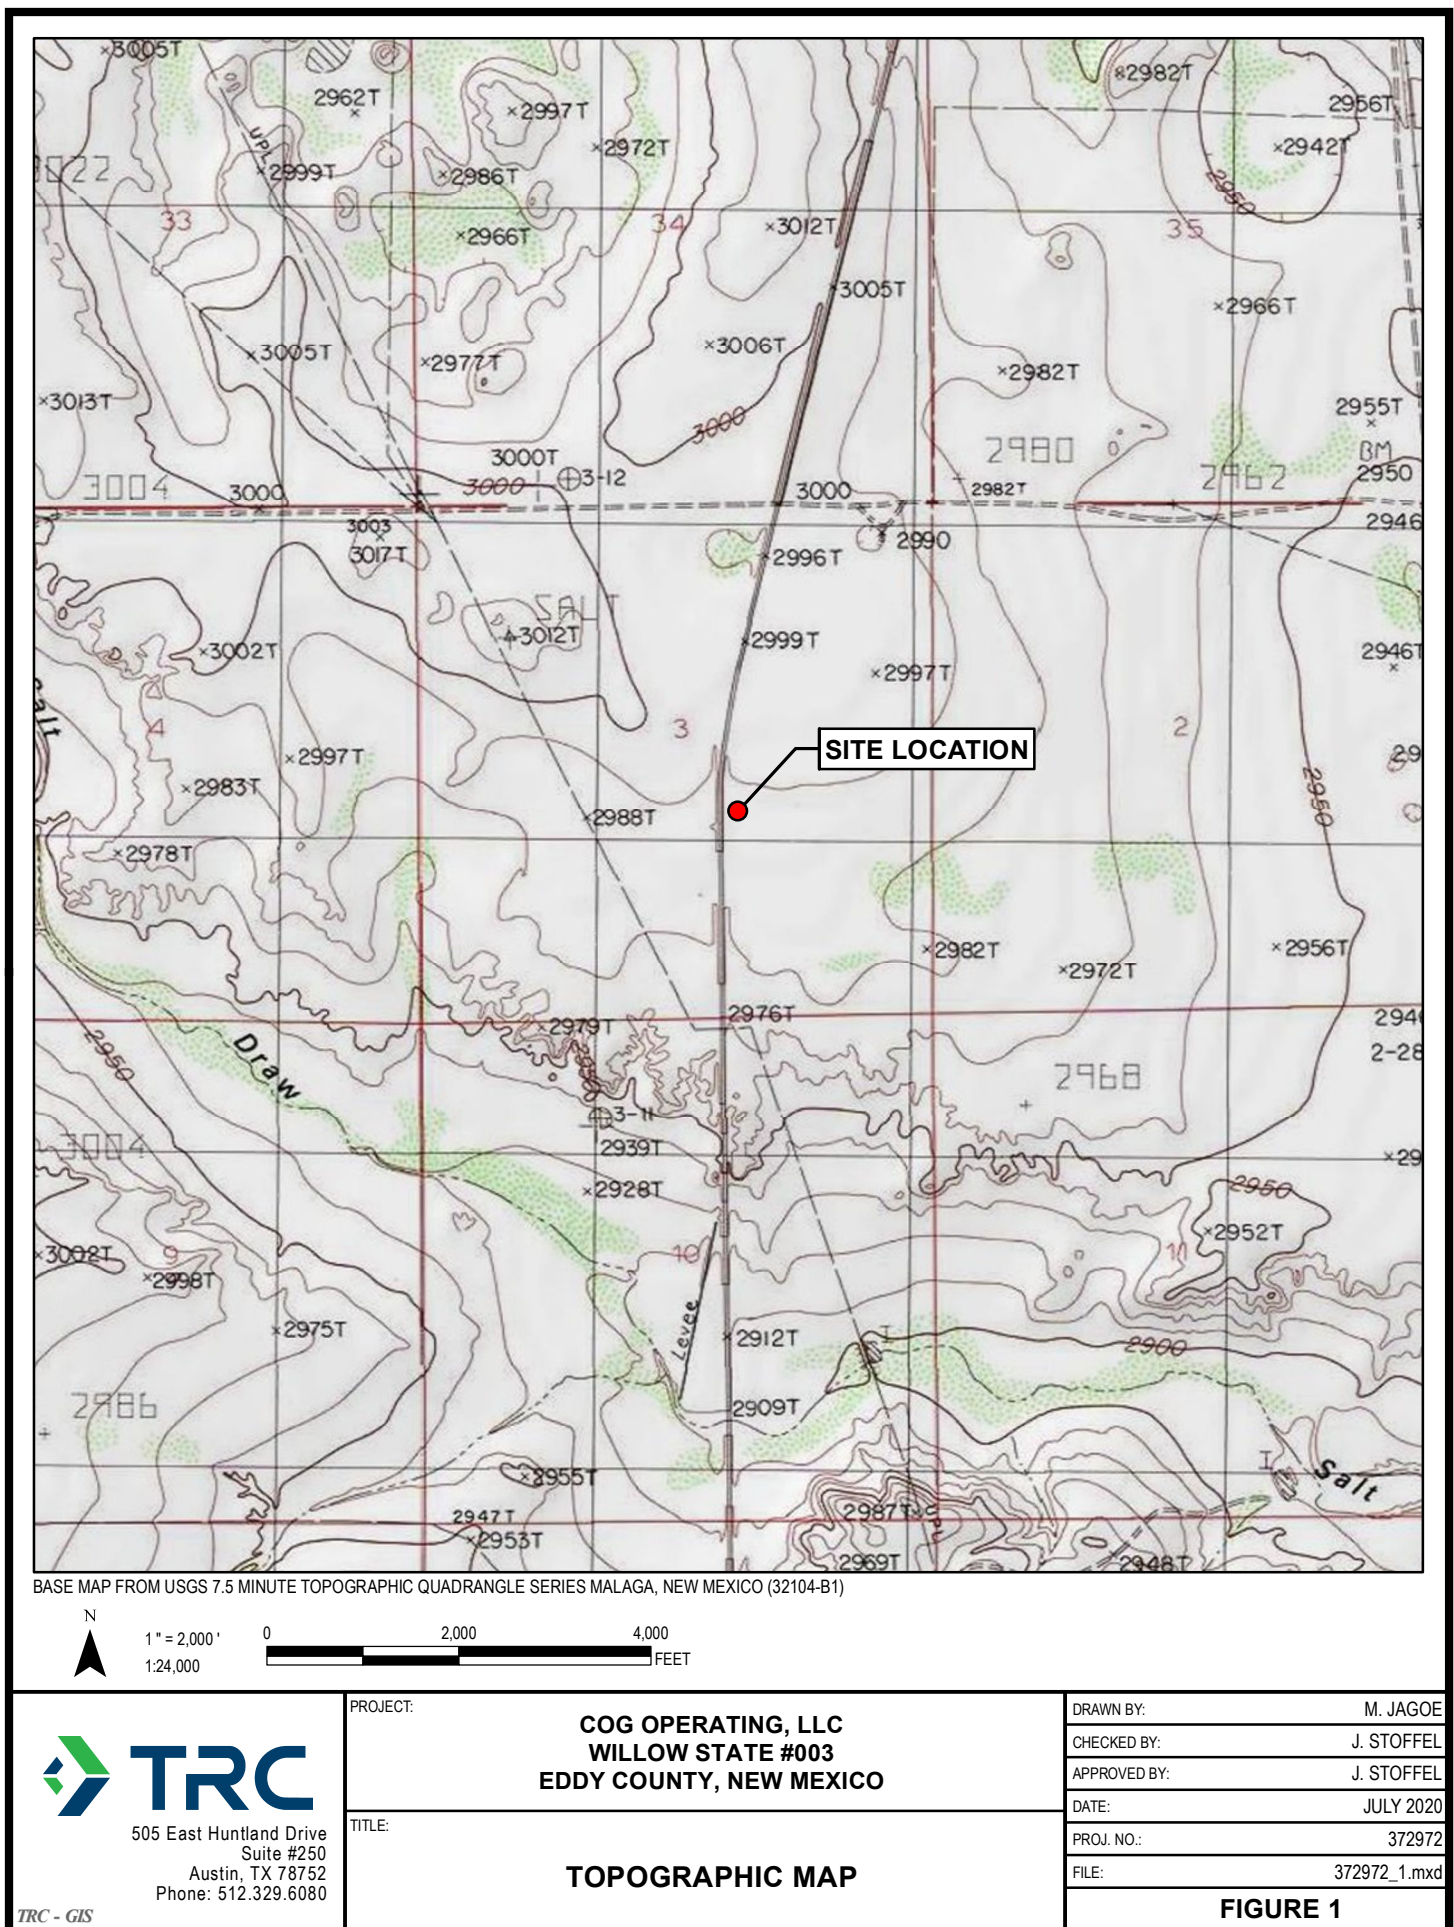 3005T
2962T
2997T
2982T
2956T
2972T
2942T
2999T
2986T
2950
33
34
35
2966T
3012T
3005T
2966T
3006T
3005T
2977T
2982T
3013T
2955T
3000
2980
BM
3000T
3-12
2950
3004
3000
3000
3000
2982T
2962
3003
2946
3017T
2996T
2990
SALT
3012T
2999T
3002T
2946T
2997T
4
3
2
SITE LOCATION
2997T
2983T
2950
2988T
2978T
2982T
2972T
2956T
2979T
2976T
2950
Draw
2950
2-28
2968
3-11
3004
2939T
2928T
2950
2952T
3002T
9
10
11
2998T
2975T
Levee
2912T
I
2900
2986
2909T
2955T
I
Salt
2947T
2987T
2953T
2969T
2948T
BASE MAP FROM USGS 7.5 MINUTE TOPOGRAPHIC QUADRANGLE SERIES MALAGA, NEW MEXICO (32104-B1)
N
1 " = 2,000 '
1:24,000
0 2,000 4,000
FEET
TRC
505 East Huntland Drive
Suite #250
Austin, TX 78752
Phone: 512.329.6080
TRC - GIS
PROJECT:
COG OPERATING, LLC
WILLOW STATE #003
EDDY COUNTY, NEW MEXICO
TITLE:
TOPOGRAPHIC MAP
DRAWN BY: M. JAGOE
CHECKED BY: J. STOFFEL
APPROVED BY: J. STOFFEL
DATE: JULY 2020
PROJ. NO.: 372972
FILE: 372972_1.mxd
FIGURE 1